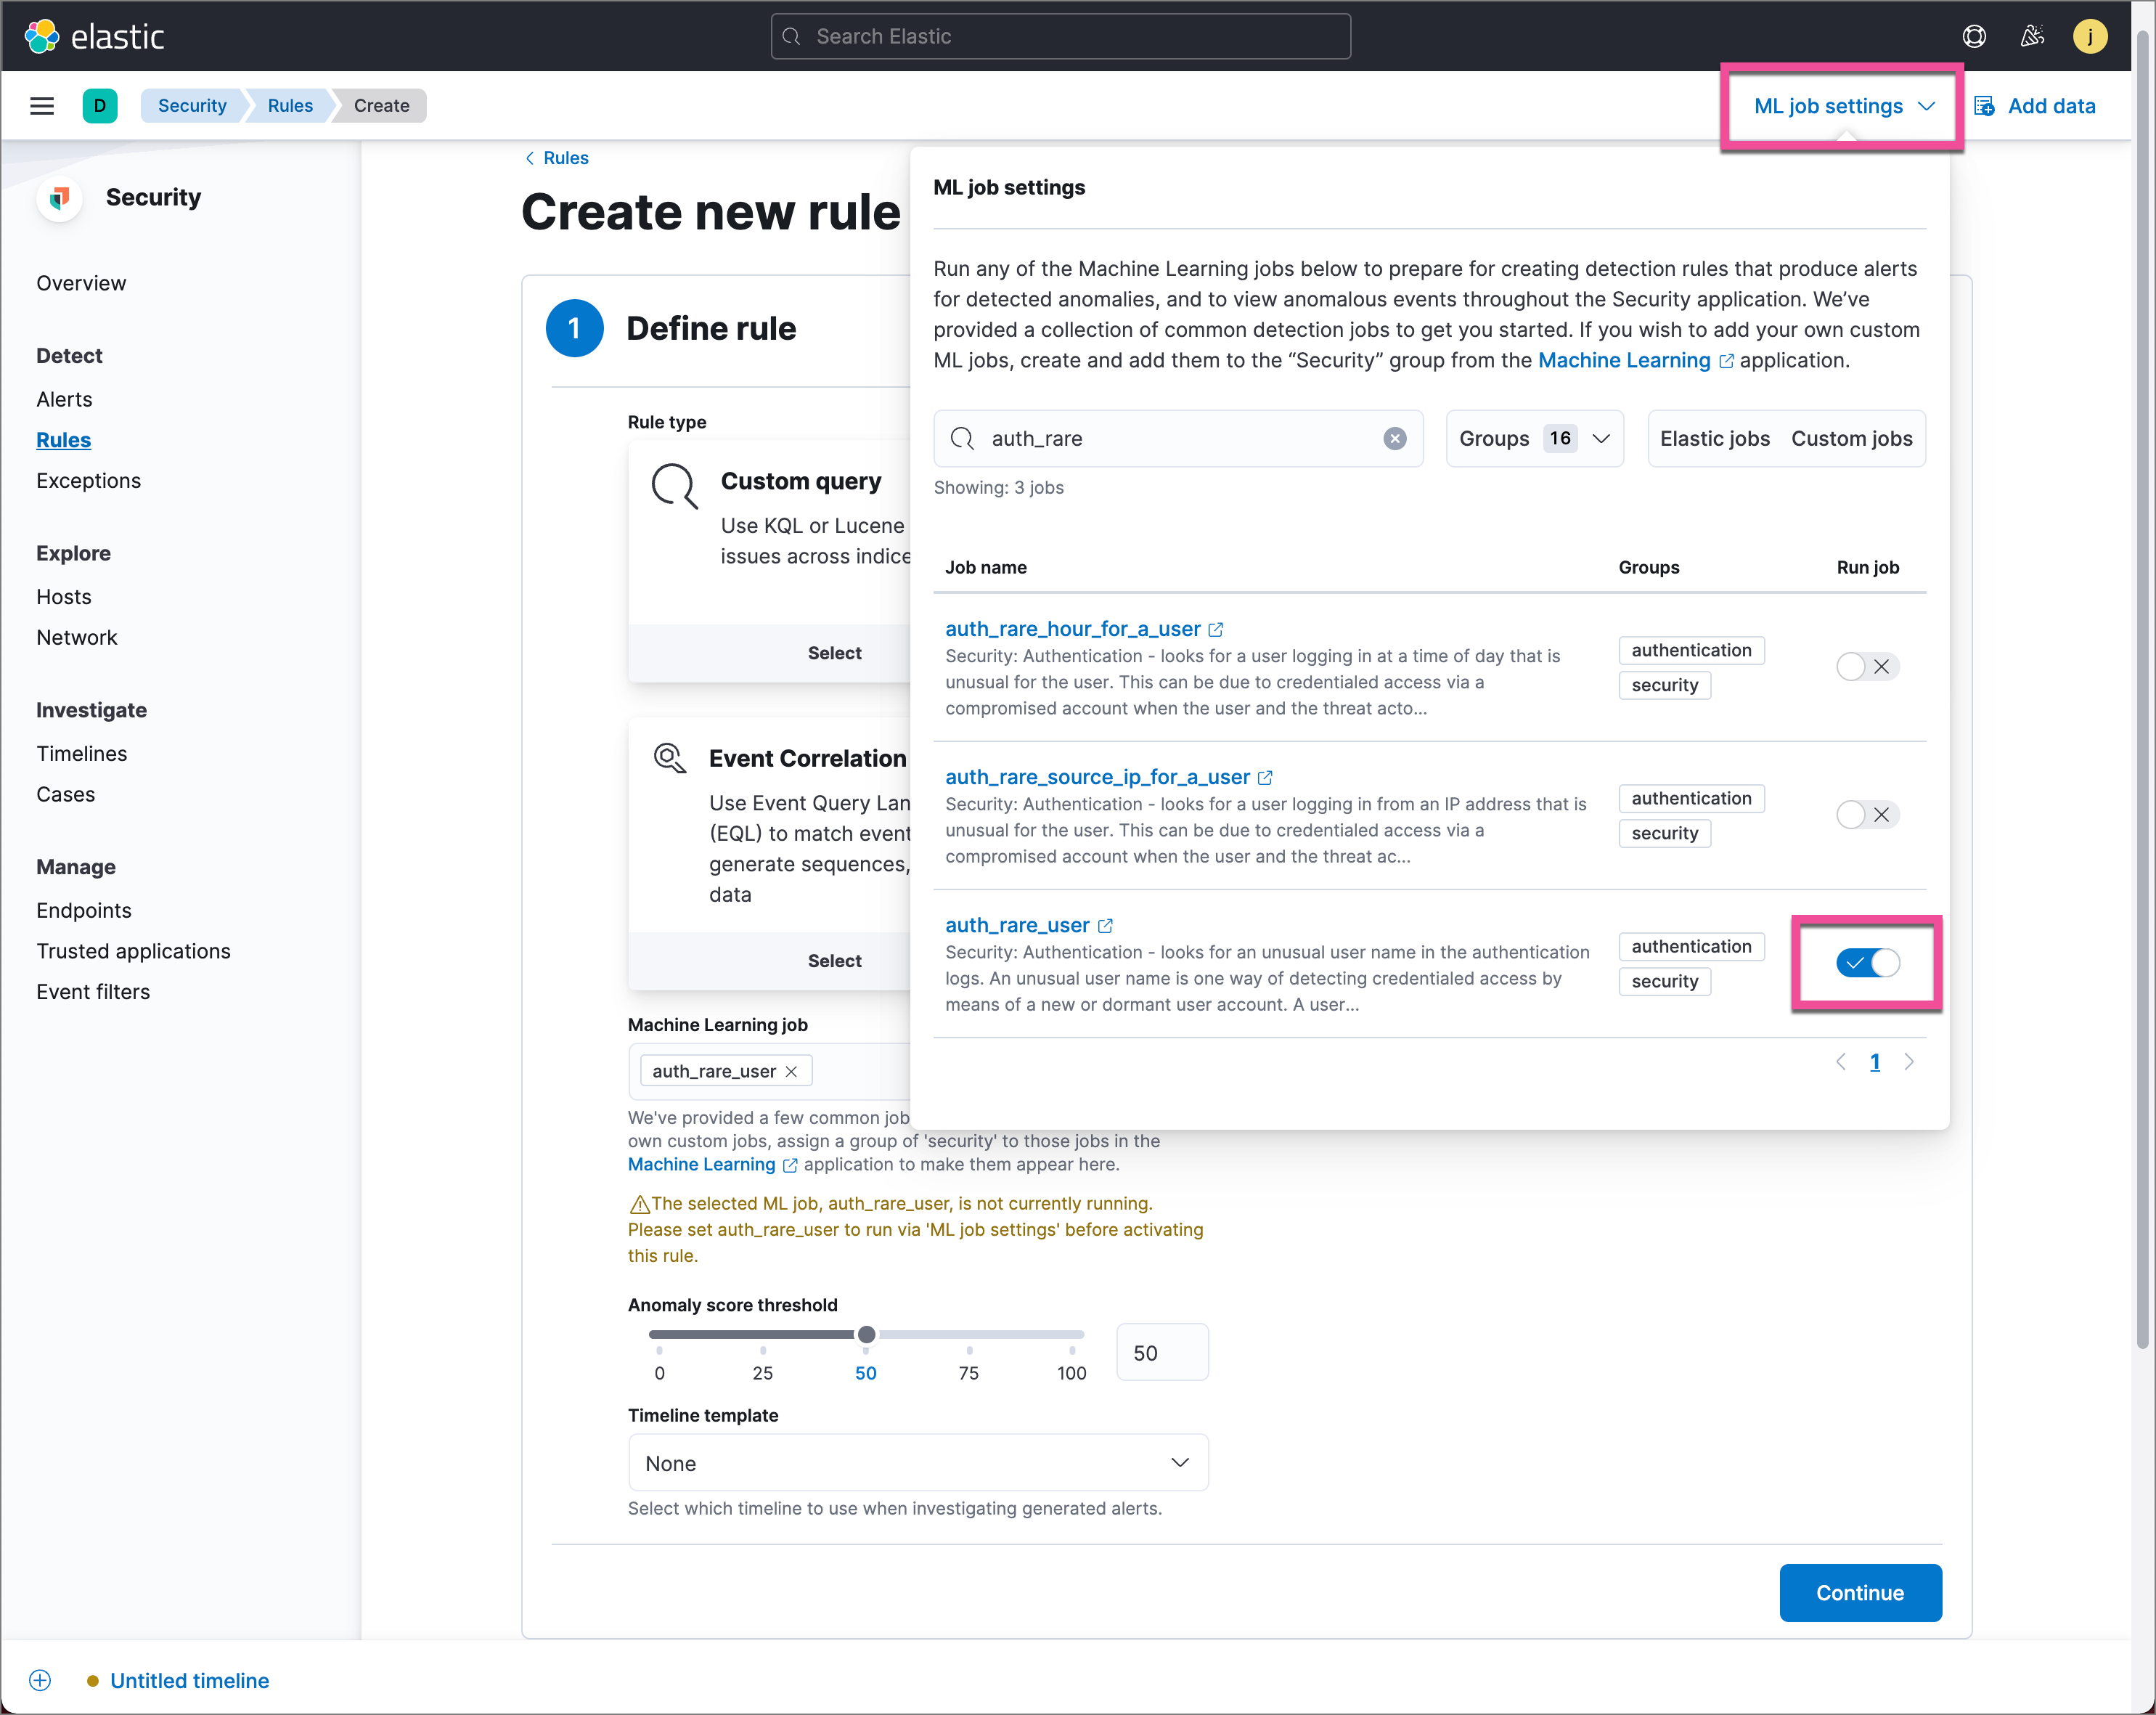 elastic
Search Elastic
j
D
Security
Rules
Create
ML job settings
Add data
Security
Overview
Detect
Alerts
Rules
Exceptions
Explore
Hosts
Network
Investigate
Timelines
Cases
Manage
Endpoints
Trusted applications
Event filters
Rules
Create new rule
1
Define rule
Rule type
Custom query
Use KQL or Lucene
issues across indice
Select
Event Correlation
Use Event Query Lan
(EQL) to match event
generate sequences,
data
Select
Machine Learning job
auth_rare_user
We've provided a few common job
own custom jobs, assign a group of 'security' to those jobs in the
Machine Learning application to make them appear here.
The selected ML job, auth_rare_user, is not currently running.
Please set auth_rare_user to run via 'ML job settings' before activating
this rule.
Anomaly score threshold
0 25 50 75 100
50
Timeline template
None
Select which timeline to use when investigating generated alerts.
Continue
ML job settings
Run any of the Machine Learning jobs below to prepare for creating detection rules that produce alerts
for detected anomalies, and to view anomalous events throughout the Security application. We’ve
provided a collection of common detection jobs to get you started. If you wish to add your own custom
ML jobs, create and add them to the “Security” group from the Machine Learning application.
auth_rare
Groups 16
Elastic jobs Custom jobs
Showing: 3 jobs
Job name Groups Run job
auth_rare_hour_for_a_user
Security: Authentication - looks for a user logging in at a time of day that is
unusual for the user. This can be due to credentialed access via a
compromised account when the user and the threat acto...
authentication
security
auth_rare_source_ip_for_a_user
Security: Authentication - looks for a user logging in from an IP address that is
unusual for the user. This can be due to credentialed access via a
compromised account when the user and the threat ac...
authentication
security
auth_rare_user
Security: Authentication - looks for an unusual user name in the authentication
logs. An unusual user name is one way of detecting credentialed access by
means of a new or dormant user account. A user...
authentication
security
1
Untitled timeline